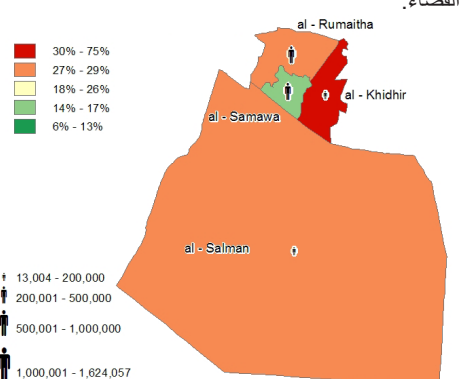 القضاء.
al - Rumaitha
30% - 75%
27% - 29%
18% - 26%
14% - 17%
6% - 13%
al - Khidhir
al - Samawa
al - Salman
13,004 - 200,000
200,001 - 500,000
500,001 - 1,000,000
1,000,001 - 1,624,057